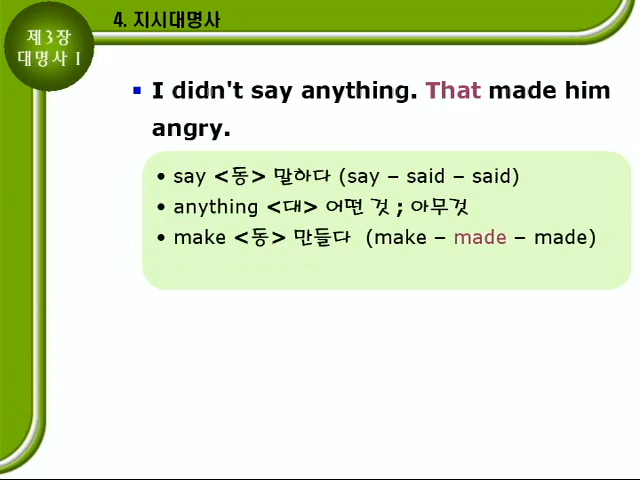 4. 지시대명사
제3장
대명사 I
I didn't say anything. That made him
angry.
• say <동> 말하다 (say – said – said)
• anything <대> 어떤 것 ; 아무것
• make <동> 만들다 (make – made – made)